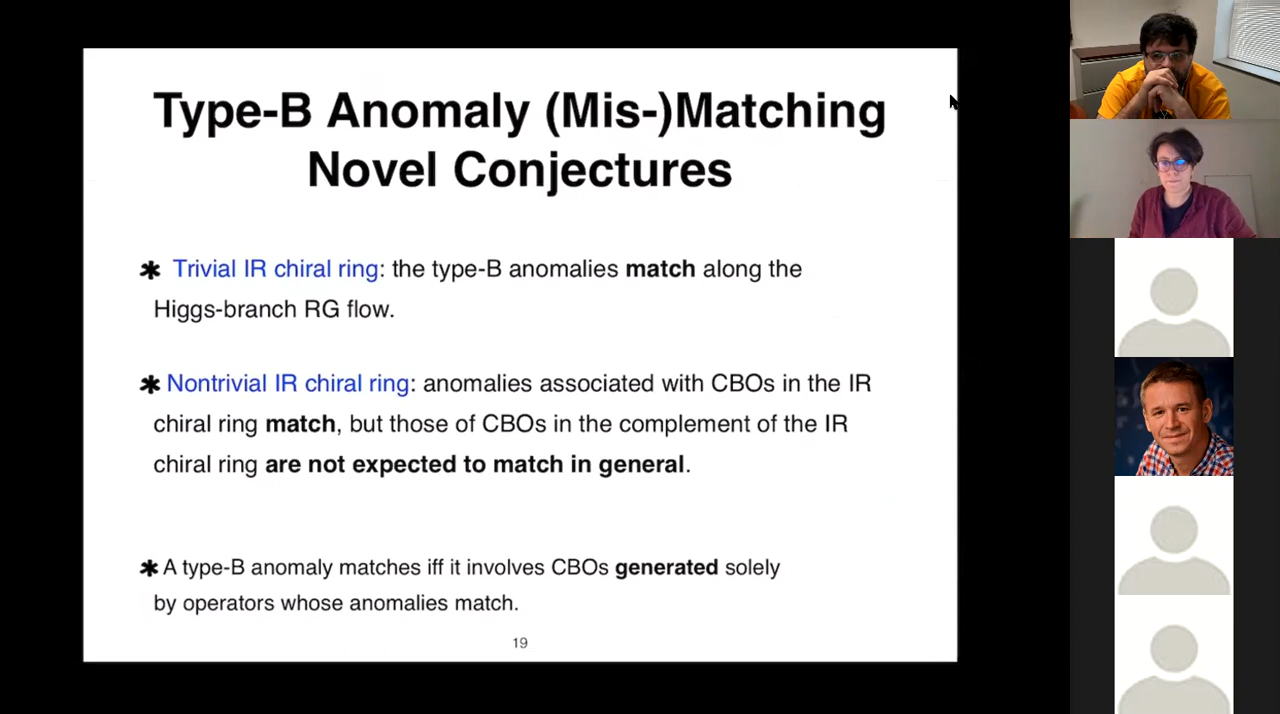 Type-B Anomaly (Mis-)Matching
Novel Conjectures
✱ Trivial IR chiral ring: the type-B anomalies match along the
Higgs-branch RG flow.
✱ Nontrivial IR chiral ring: anomalies associated with CBOs in the IR
chiral ring match, but those of CBOs in the complement of the IR
chiral ring are not expected to match in general.
✱ A type-B anomaly matches iff it involves CBOs generated solely
by operators whose anomalies match.
19